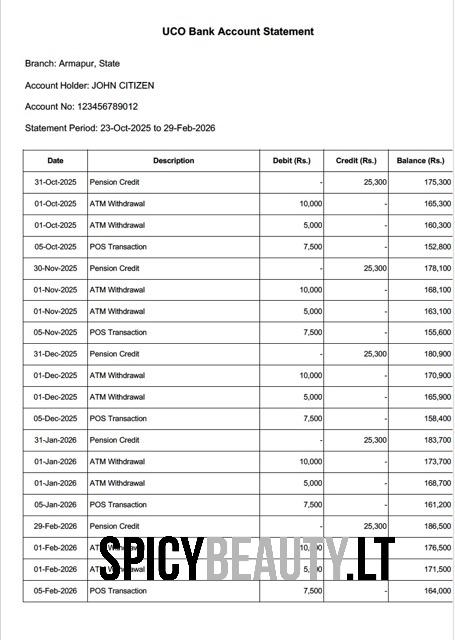 UCO Bank Account Statement
Branch: Armapur, State
Account Holder: JOHN CITIZEN
Account No: 123456789012
Statement Period: 23-Oct-2025 to 29-Feb-2026
Date Description Debit (Rs.) Credit (Rs.) Balance (Rs.)
31-Oct-2025 Pension Credit - 25,300 175,300
01-Oct-2025 ATM Withdrawal 10,000 - 165,300
01-Oct-2025 ATM Withdrawal 5,000 - 160,300
05-Oct-2025 POS Transaction 7,500 - 152,800
30-Nov-2025 Pension Credit - 25,300 178,100
01-Nov-2025 ATM Withdrawal 10,000 - 168,100
01-Nov-2025 ATM Withdrawal 5,000 - 163,100
05-Nov-2025 POS Transaction 7,500 - 155,600
31-Dec-2025 Pension Credit - 25,300 180,900
01-Dec-2025 ATM Withdrawal 10,000 - 170,900
01-Dec-2025 ATM Withdrawal 5,000 - 165,900
05-Dec-2025 POS Transaction 7,500 - 158,400
31-Jan-2026 Pension Credit - 25,300 183,700
01-Jan-2026 ATM Withdrawal 10,000 - 173,700
01-Jan-2026 ATM Withdrawal 5,000 - 168,700
05-Jan-2026 POS Transaction 7,500 - 161,200
29-Feb-2026 Pension Credit - 25,300 186,500
01-Feb-2026 176,500
SPICYBEAUTY.LT
01-Feb-2026 171,500
05-Feb-2026 POS Transaction 7,500 - 164,000